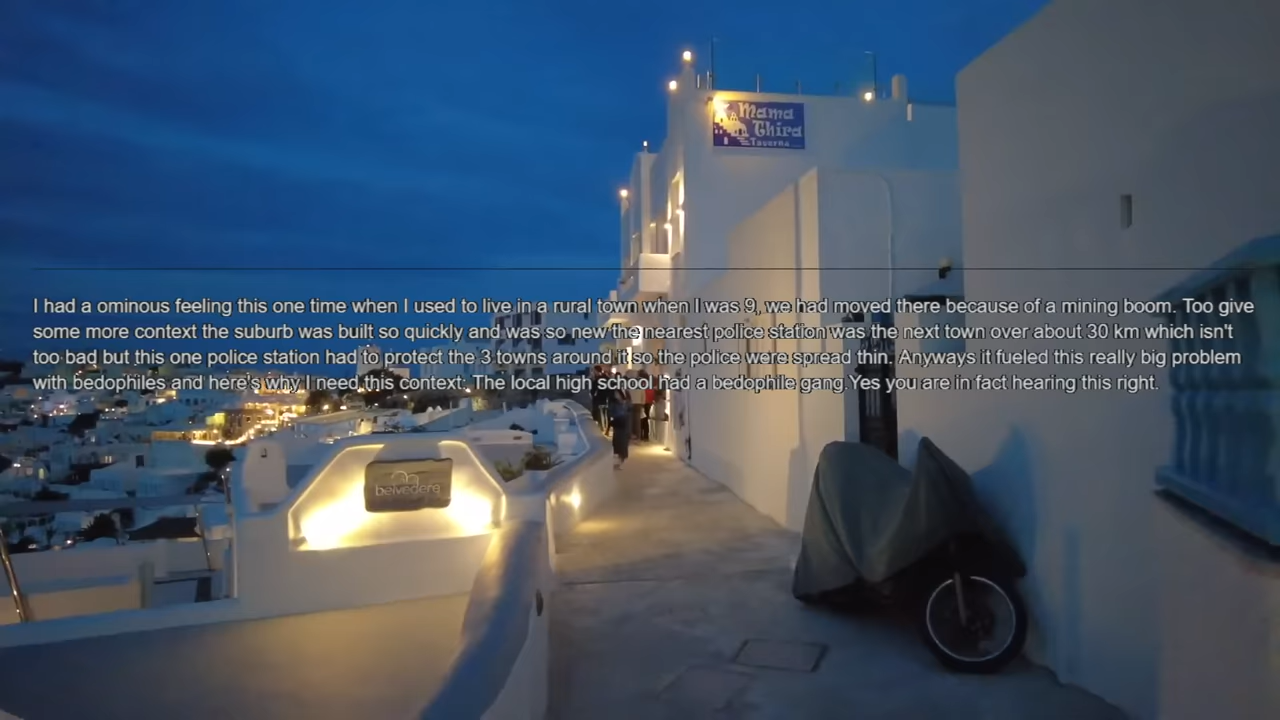 Mama
Thira
Taverna
I had a ominous feeling this one time when I used to live in a rural town when I was 9, we had moved there because of a mining boom. Too give
some more context the suburb was built so quickly and was so new the nearest police station was the next town over about 30 km which isn't
too bad but this one police station had to protect the 3 towns around it so the police were spread thin. Anyways it fueled this really big problem
with bedophiles and here's why I need this context. The local high school had a bedophile gang.Yes you are in fact hearing this right.
belvedere